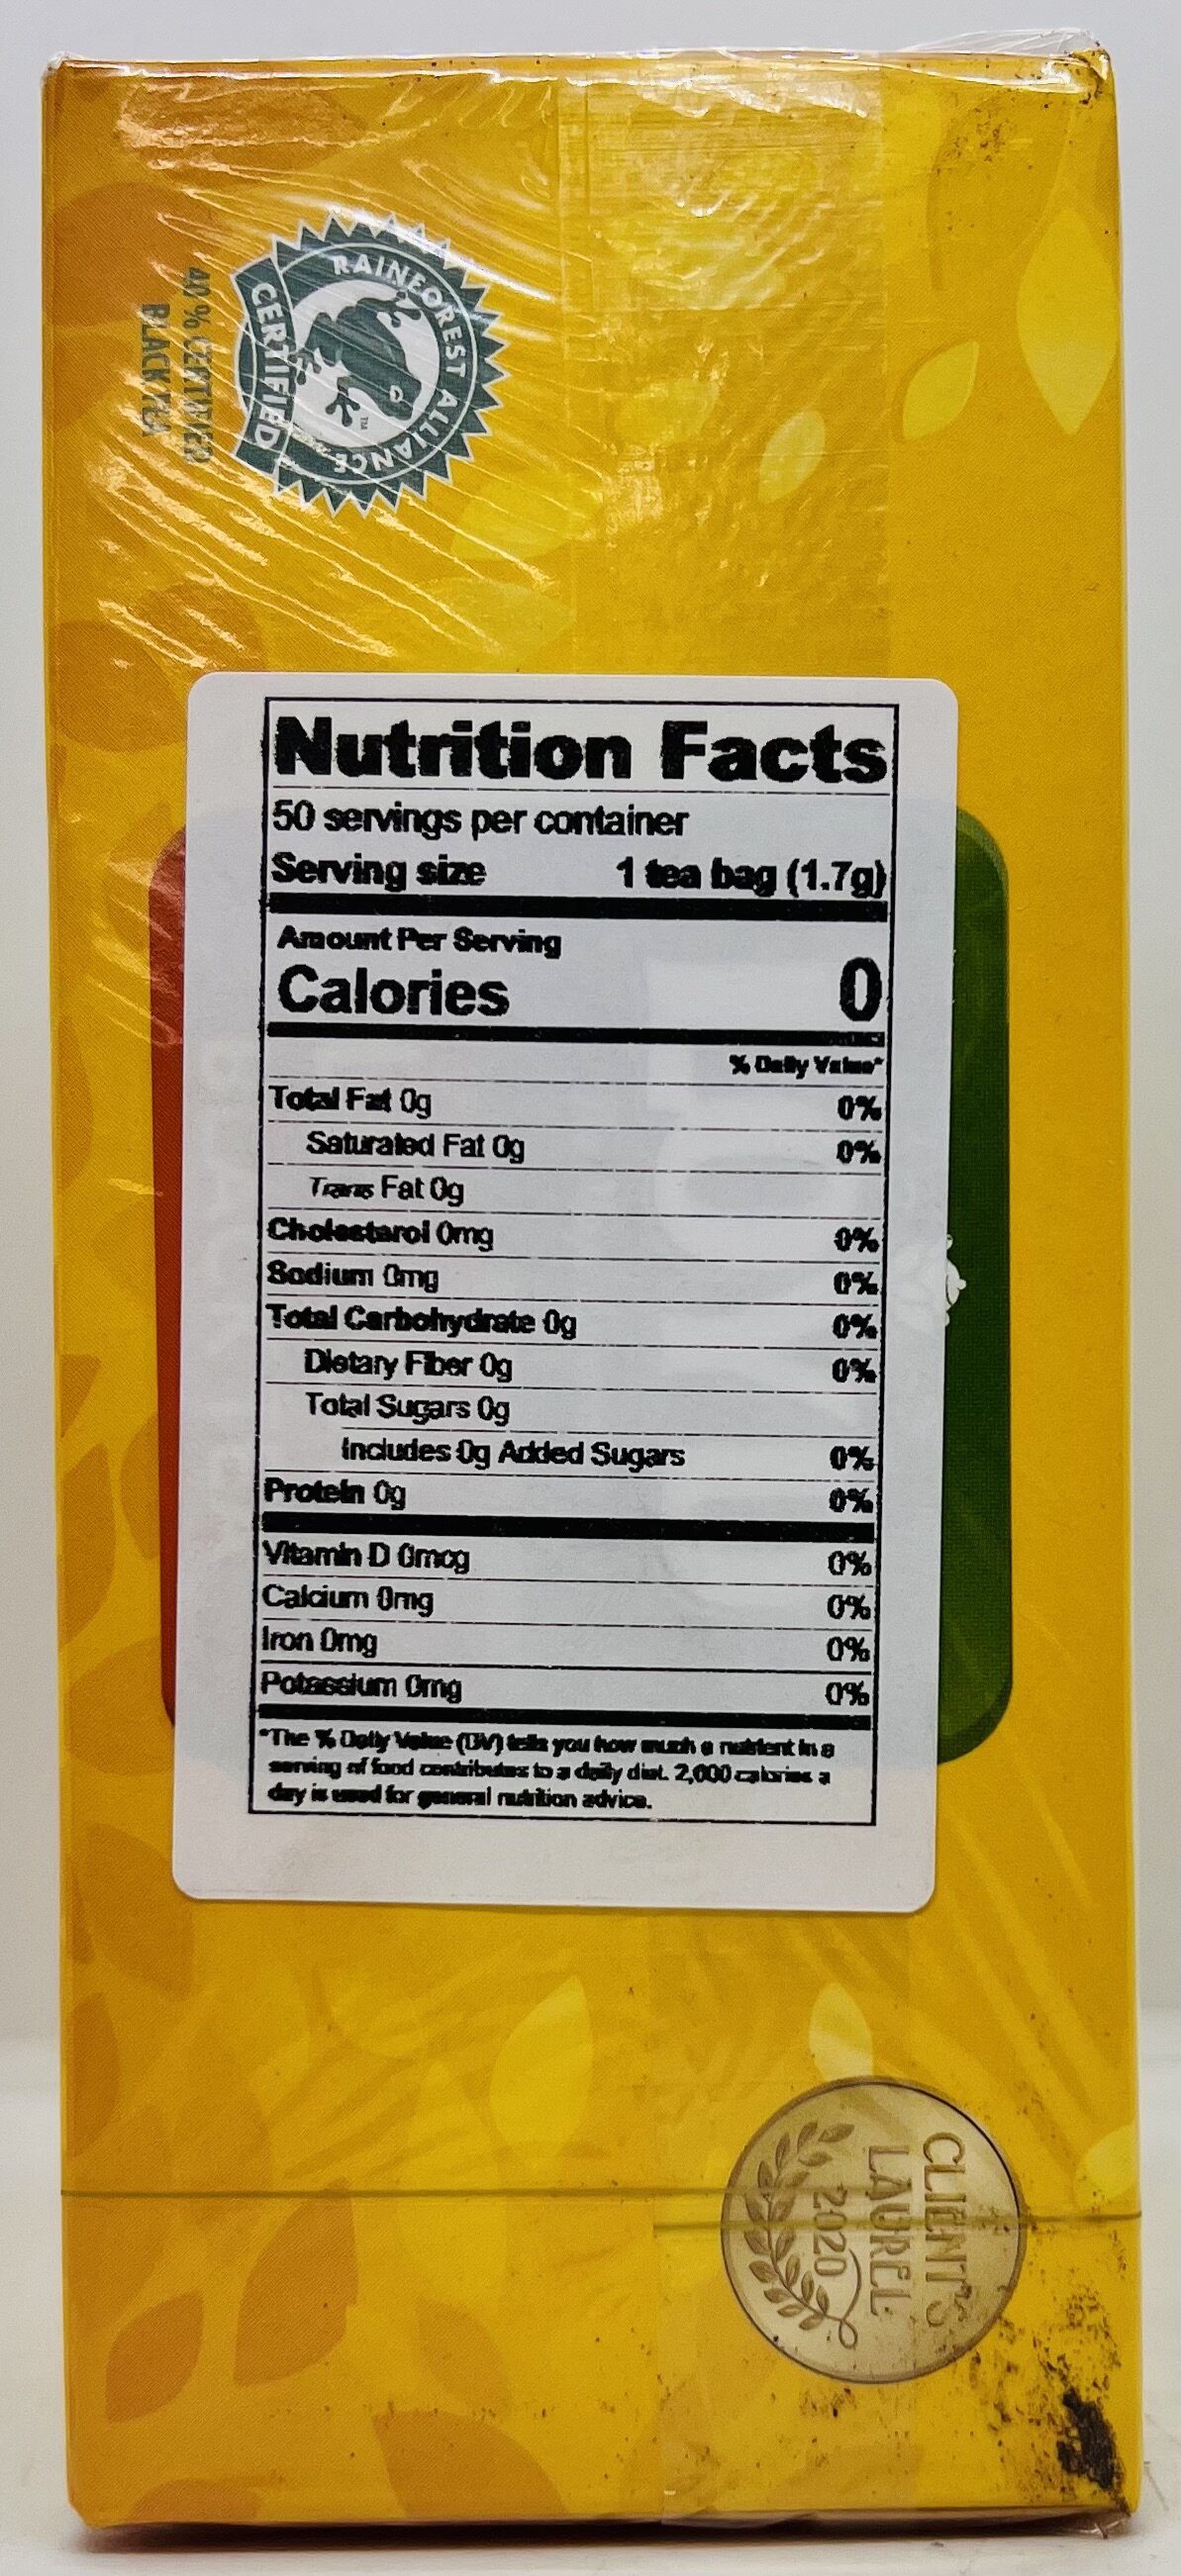 RAINFOREST ALLIANCE
CERTIFIED
TM
40 % CERTIFIED
BLACK TEA
Nutrition Facts
50 servings per container
Serving size 1 tea bag (1.7g)
Amount Per Serving
Calories 0
% Daily Value*
Total Fat 0g 0%
Saturated Fat 0g 0%
Trans Fat 0g
Cholesterol 0mg 0%
Sodium 0mg 0%
Total Carbohydrate 0g 0%
Dietary Fiber 0g 0%
Total Sugars 0g
Includes 0g Added Sugars 0%
Protein 0g 0%
Vitamin D 0mcg 0%
Calcium 0mg 0%
Iron 0mg 0%
Potassium 0mg 0%
*The % Daily Value (DV) tells you how much a nutrient in a
serving of food contributes to a daily diet. 2,000 calories a
day is used for general nutrition advice.
CLIENT'S
LAUREL
2020